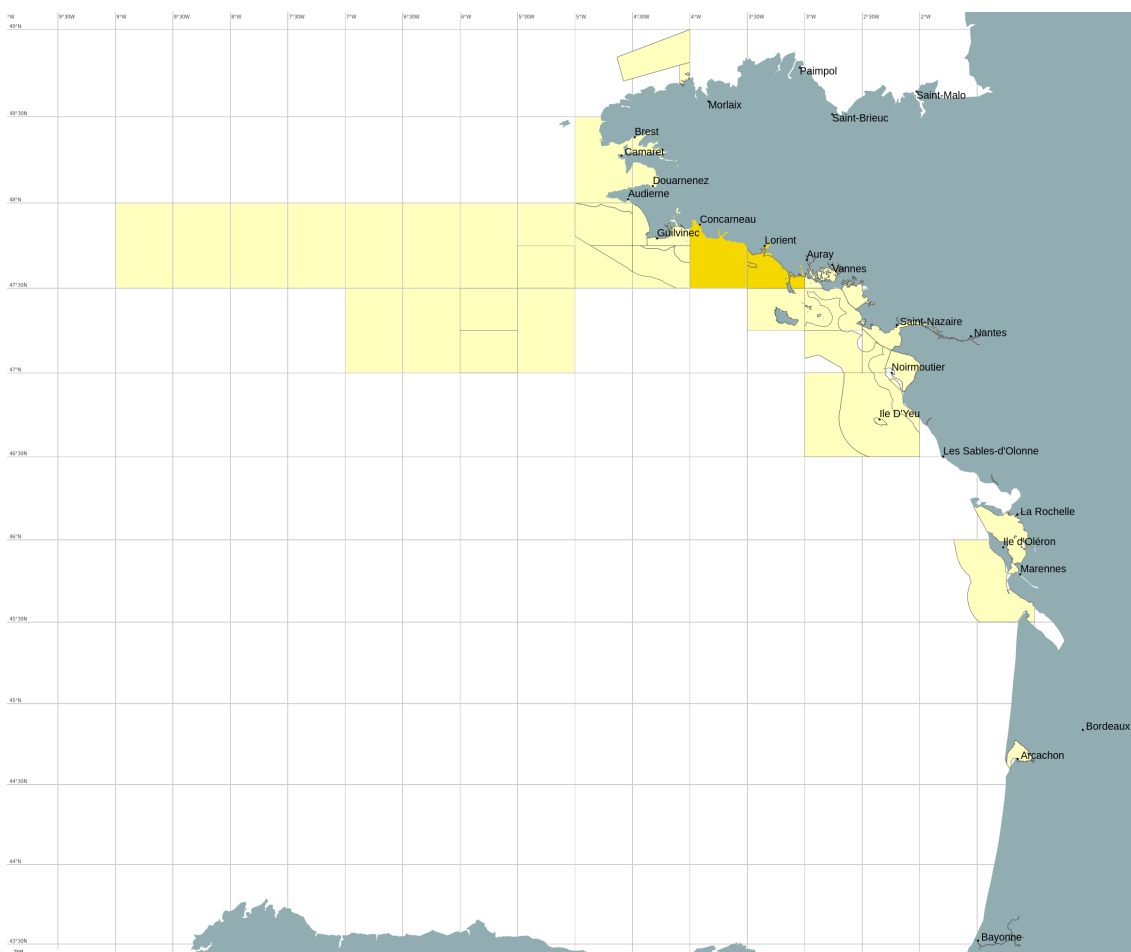 °W 9°30W 9°W 8°30W 8°W 7°30W 7°W 6°30W 6°W 5°30W 5°W 4°30W 4°W 3°30W 3°W 2°30W 2°W
49°N
Paimpol
Saint-Malo
Morlaix
48°30N
Saint-Brieuc
Brest
Camaret
Douarnenez
Audierne
48°N
Concarneau
Guilvinec
Lorient
Auray
Vannes
47°30N
Saint-Nazaire
Nantes
Noirmoutier
47°N
Ile D'Yeu
Les Sables-d'Olonne
46°30N
La Rochelle
46°N
Ile d'Oléron
Marennes
45°30N
45°N
Bordeaux
Arcachon
44°30N
44°N
Bayonne
43°30N